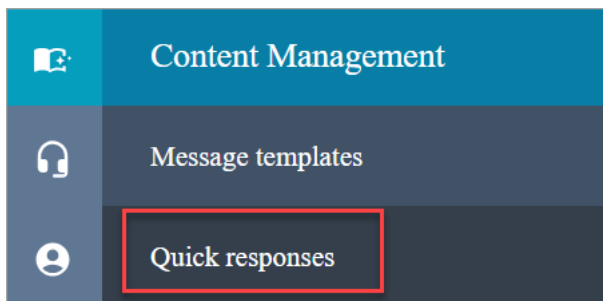 Content Management
Message templates
Quick responses